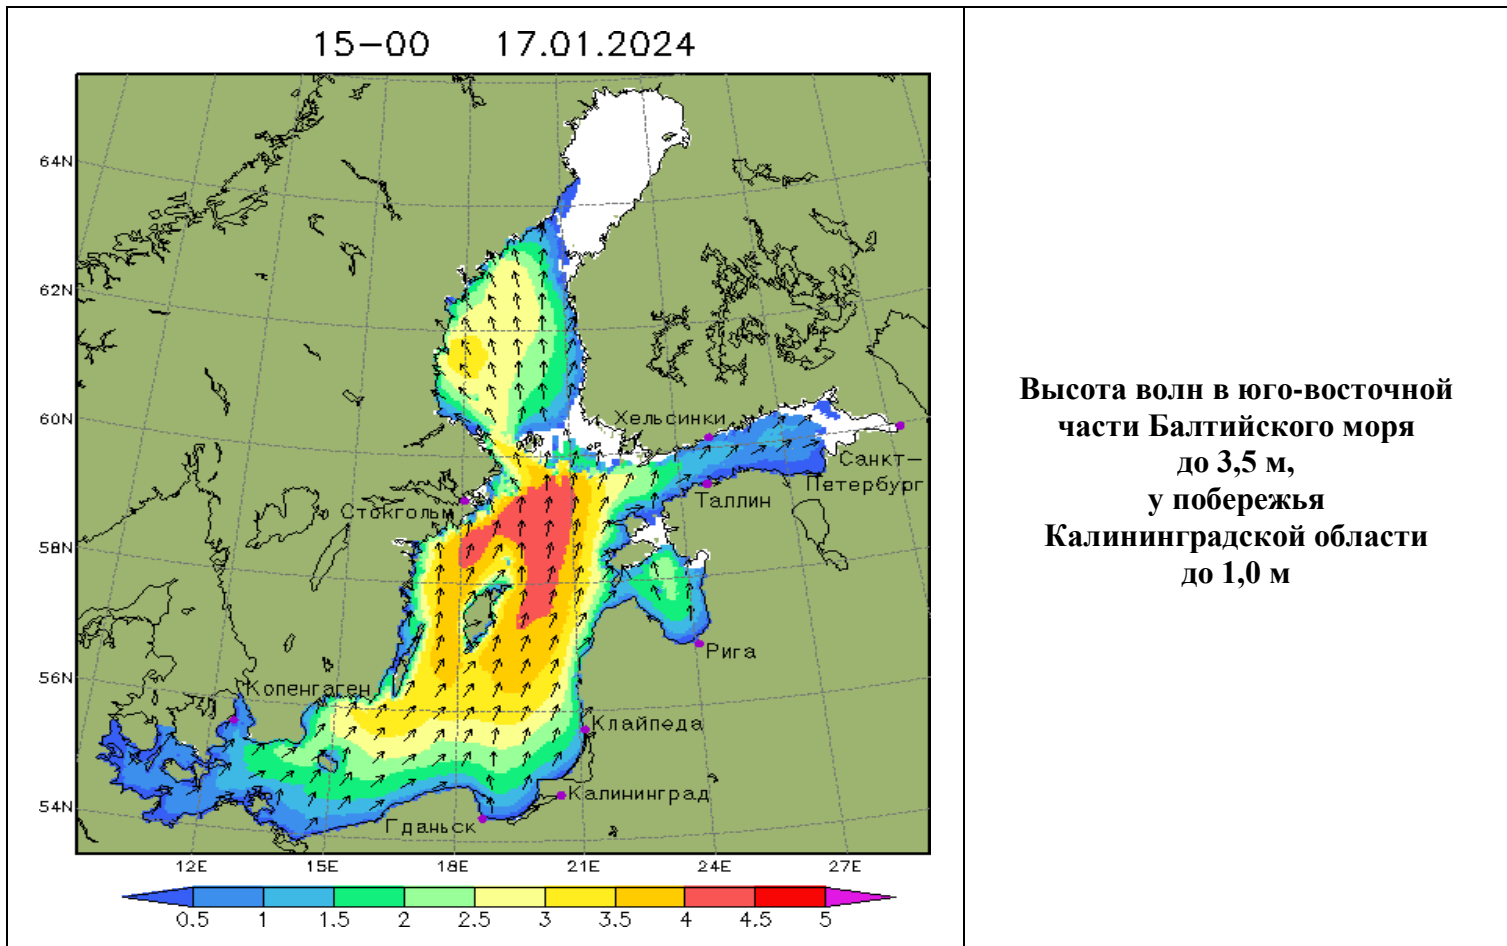 15-00 17.01.2024
64N
62N
60N
58N
56N
54N
Хельсинки
Санкт-
Петербург
Таллин
Стокгольм
Рига
Копенгаген
Клайпеда
Калининград
Гданьск
12E 15E 18E 21E 24E 27E
0.5 1 1.5 2 2.5 3 3.5 4 4.5 5
Высота волн в юго-восточной
части Балтийского моря
до 3,5 м,
у побережья
Калининградской области
до 1,0 м